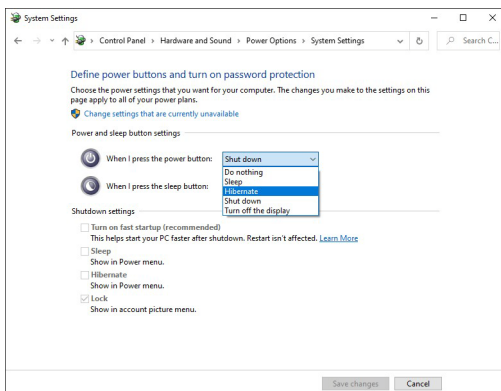 System Settings
Control Panel > Hardware and Sound > Power Options > System Settings
Search C...
Define power buttons and turn on password protection
Choose the power settings that you want for your computer. The changes you make to the settings on this
page apply to all of your power plans.
Change settings that are currently unavailable
Power and sleep button settings
When I press the power button:
Shut down
Do nothing
Sleep
Hibernate
Shut down
Turn off the display
When I press the sleep button:
Shutdown settings
Turn on fast startup (recommended)
This helps start your PC faster after shutdown. Restart isn't affected. Learn More
Sleep
Show in Power menu.
Hibernate
Show in Power menu.
Lock
Show in account picture menu.
Save changes
Cancel